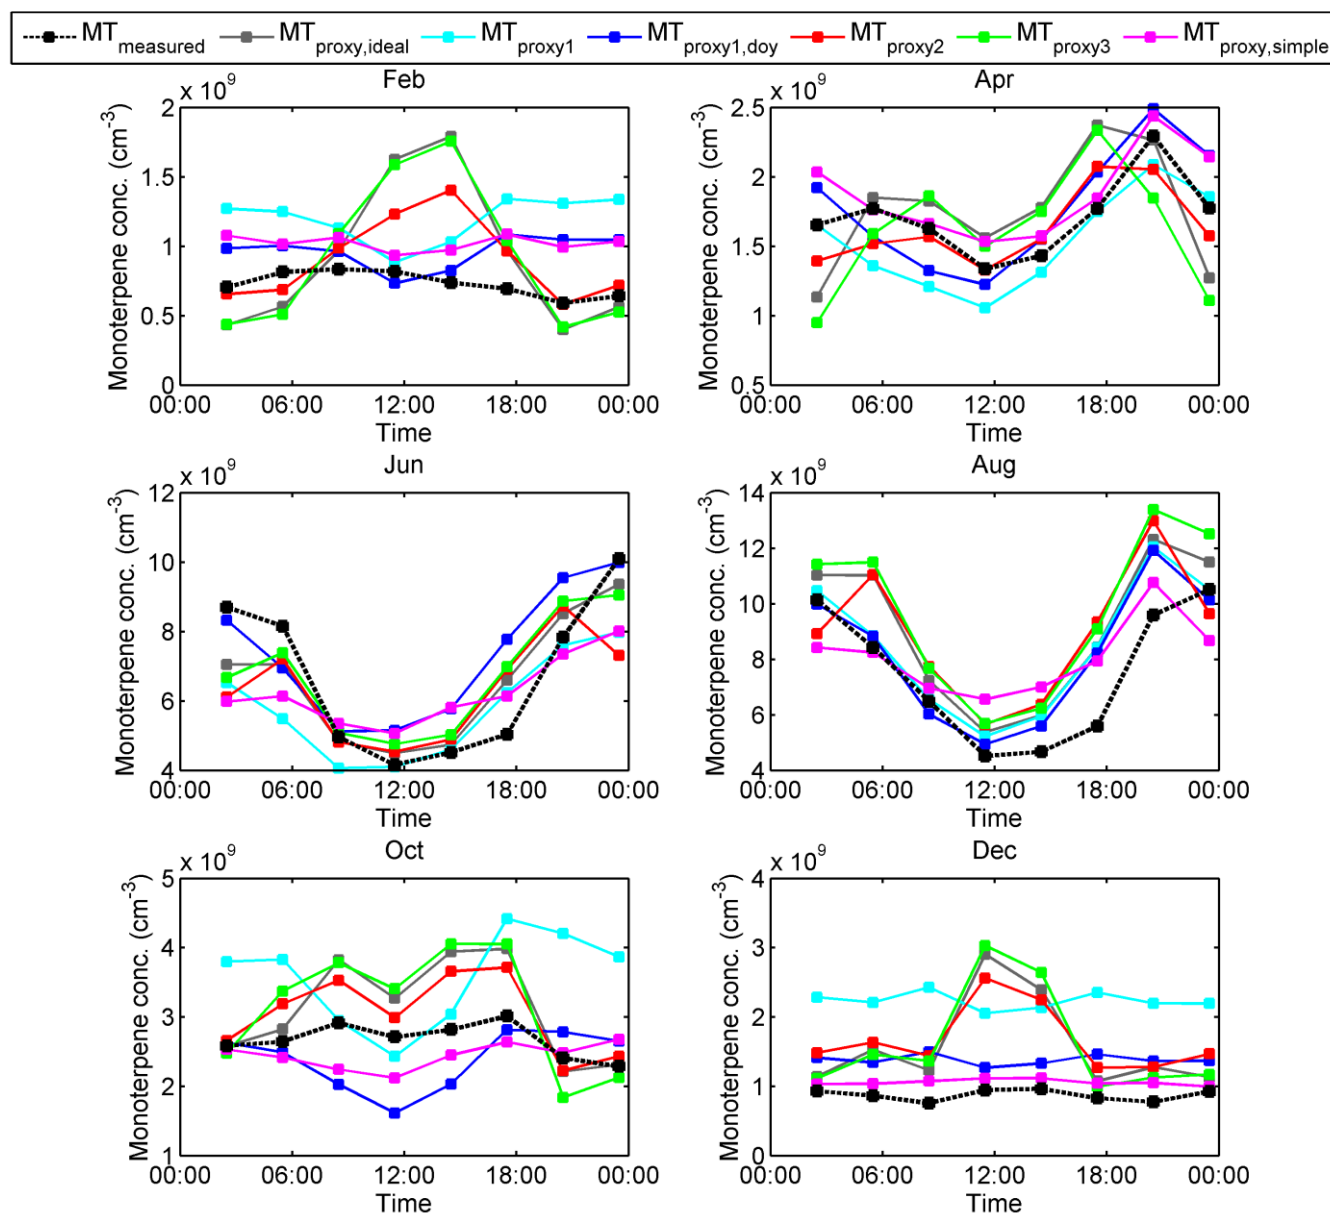 MT measured MT proxy,ideal MT proxy1 MT proxy1,doy MT proxy2 MT proxy3 MT proxy,simple
Feb
x 10^9
Monoterpene conc. (cm^-3)
2
1.5
1
0.5
0
00:00 06:00 12:00 18:00 00:00
Time
Apr
x 10^9
Monoterpene conc. (cm^-3)
2.5
2
1.5
1
0.5
00:00 06:00 12:00 18:00 00:00
Time
Jun
x 10^9
Monoterpene conc. (cm^-3)
12
10
8
6
4
00:00 06:00 12:00 18:00 00:00
Time
Aug
x 10^9
Monoterpene conc. (cm^-3)
14
12
10
8
6
4
00:00 06:00 12:00 18:00 00:00
Time
Oct
x 10^9
Monoterpene conc. (cm^-3)
5
4
3
2
1
00:00 06:00 12:00 18:00 00:00
Time
Dec
x 10^9
Monoterpene conc. (cm^-3)
4
3
2
1
0
00:00 06:00 12:00 18:00 00:00
Time